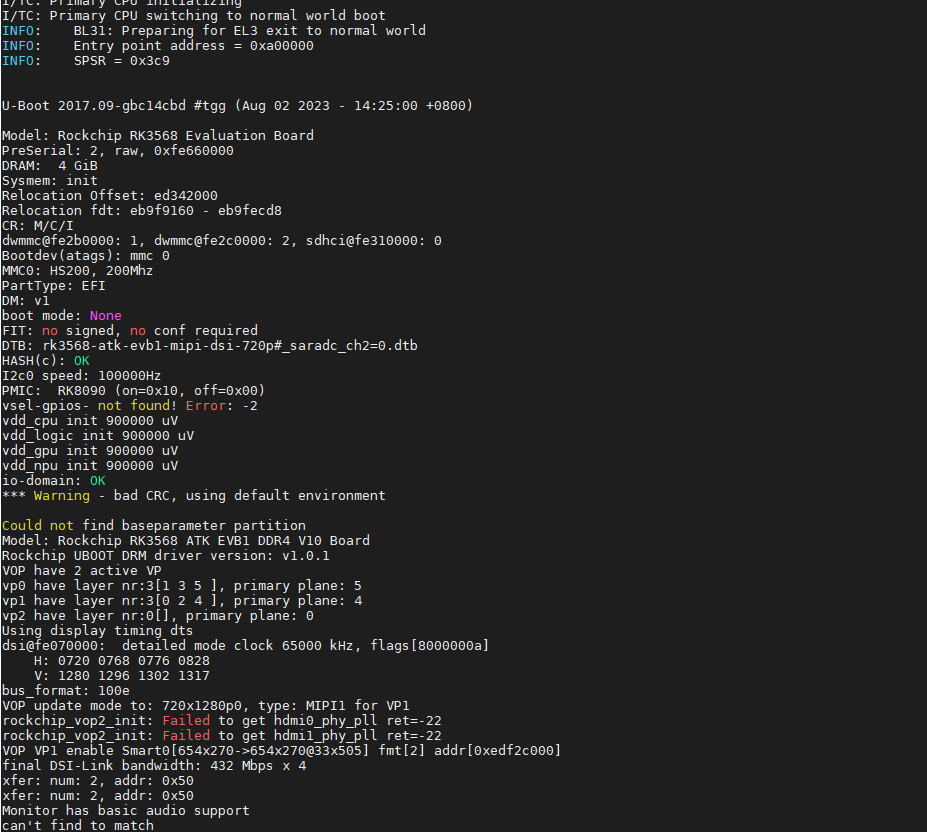 I/TC: Primary CPU initializing
I/TC: Primary CPU switching to normal world boot
INFO:    BL31: Preparing for EL3 exit to normal world
INFO:    Entry point address = 0xa00000
INFO:    SPSR = 0x3c9
U-Boot 2017.09-gbc14cbd #tgg (Aug 02 2023 - 14:25:00 +0800)
Model: Rockchip RK3568 Evaluation Board
PreSerial: 2, raw, 0xfe660000
DRAM:  4 GiB
Sysmem: init
Relocation Offset: ed342000
Relocation fdt: eb9f9160 - eb9fecd8
CR: M/C/I
dwmmc@fe2b0000: 1, dwmmc@fe2c0000: 2, sdhci@fe310000: 0
Bootdev(atags): mmc 0
MMC0: HS200, 200Mhz
PartType: EFI
DM: v1
boot mode: None
FIT: no signed, no conf required
DTB: rk3568-atk-evb1-mipi-dsi-720p#_saradc_ch2=0.dtb
HASH(c): OK
I2c0 speed: 100000Hz
PMIC:  RK8090 (on=0x10, off=0x00)
vsel-gpios- not found! Error: -2
vdd_cpu init 900000 uV
vdd_logic init 900000 uV
vdd_gpu init 900000 uV
vdd_npu init 900000 uV
io-domain: OK
*** Warning - bad CRC, using default environment
Could not find baseparameter partition
Model: Rockchip RK3568 ATK EVB1 DDR4 V10 Board
Rockchip UBOOT DRM driver version: v1.0.1
VOP have 2 active VP
vp0 have layer nr:3[1 3 5 ], primary plane: 5
vp1 have layer nr:3[0 2 4 ], primary plane: 4
vp2 have layer nr:0[], primary plane: 0
Using display timing dts
dsi@fe070000:  detailed mode clock 65000 kHz, flags[8000000a]
    H: 0720 0768 0776 0828
    V: 1280 1296 1302 1317
bus_format: 100e
VOP update mode to: 720x1280p0, type: MIPI1 for VP1
rockchip_vop2_init: Failed to get hdmi0_phy_pll ret=-22
rockchip_vop2_init: Failed to get hdmi1_phy_pll ret=-22
VOP VP1 enable Smart0[654x270->654x270@33x505] fmt[2] addr[0xedf2c000]
final DSI-Link bandwidth: 432 Mbps x 4
xfer: num: 2, addr: 0x50
xfer: num: 2, addr: 0x50
Monitor has basic audio support
can't find to match